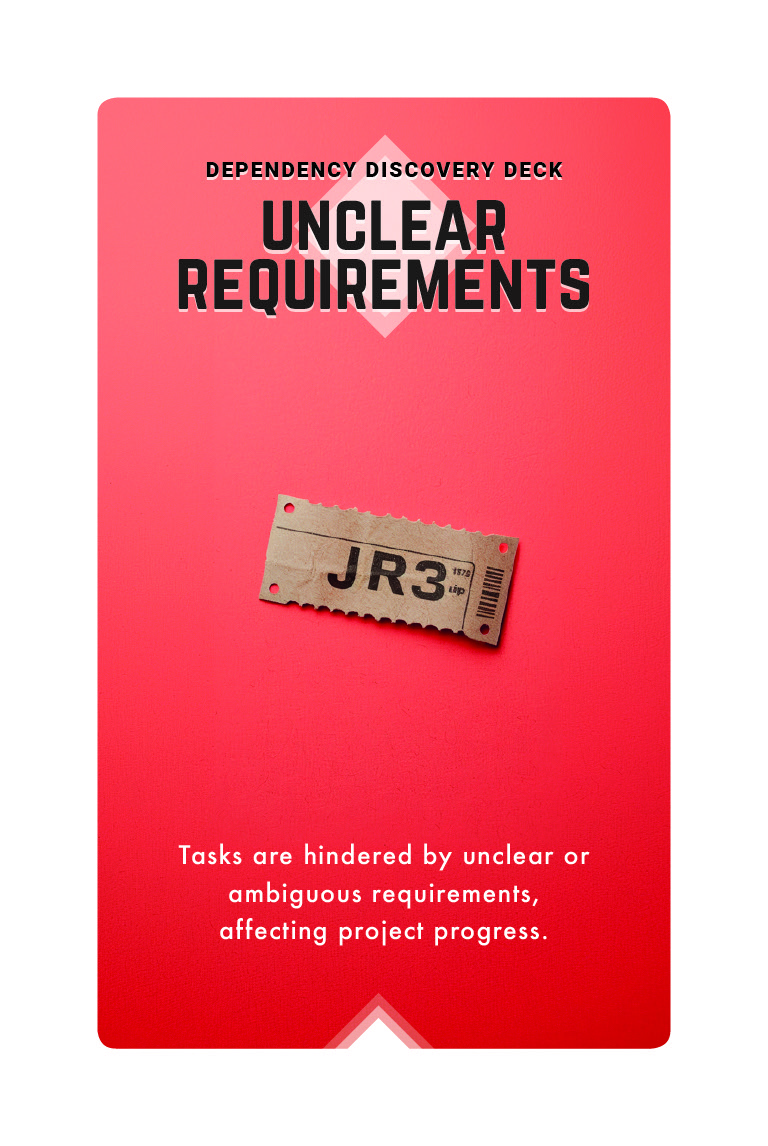 DEPENDENCY DISCOVERY DECK
UNCLEAR
REQUIREMENTS
JR3
Tasks are hindered by unclear or
ambiguous requirements,
affecting project progress.